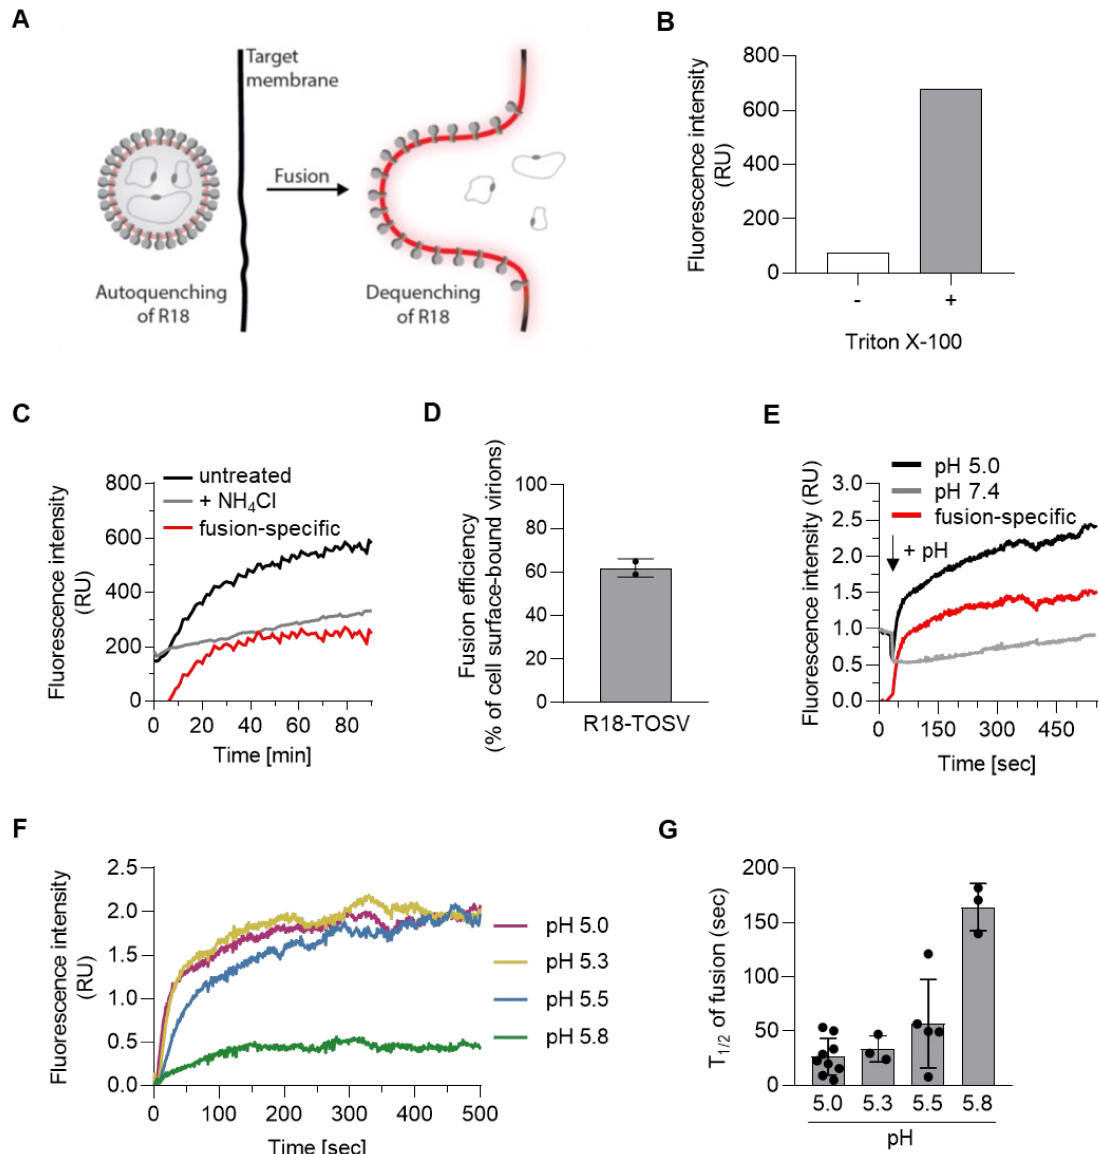 A
Target
membrane
Fusion
Autoquenching
of R18
Dequenching
of R18
B
Fluorescence intensity
(RU)
800
600
400
200
0
-
+
Triton X-100
C
Fluorescence intensity
(RU)
800
600
400
200
0
untreated
+ NH₄Cl
fusion-specific
0
20
40
60
80
Time [min]
D
Fusion efficiency
(% of cell surface-bound virions)
100
80
60
40
20
0
R18-TOSV
E
Fluorescence intensity (RU)
pH 5.0
pH 7.4
fusion-specific
3.0
2.5
2.0
1.5
1.0
0.5
0.0
+ pH
0
150
300
450
Time [sec]
F
Fluorescence intensity
(RU)
2.5
2.0
1.5
1.0
0.5
0.0
pH 5.0
pH 5.3
pH 5.5
pH 5.8
0
100
200
300
400
500
Time [sec]
G
T1/2 of fusion (sec)
200
150
100
50
0
5.0
5.3
5.5
5.8
pH